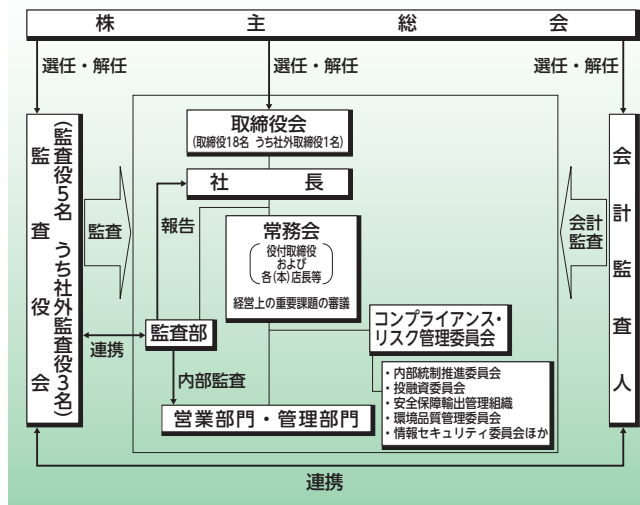 株主総会
選任・解任
選任・解任
選任・解任
取締役会
(取締役18名 うち社外取締役1名)
社長
監査役会
(監査役5名 うち社外監査役3名)
監査
報告
常務会
役付取締役
および
各(本)店長等
経営上の重要課題の審議
会計
監査
会計監査人
監査部
連携
コンプライアンス・
リスク管理委員会
内部監査
・内部統制推進委員会
・投融資委員会
・安全保障輸出管理組織
・環境品質管理委員会
・情報セキュリティ委員会ほか
営業部門・管理部門
連携